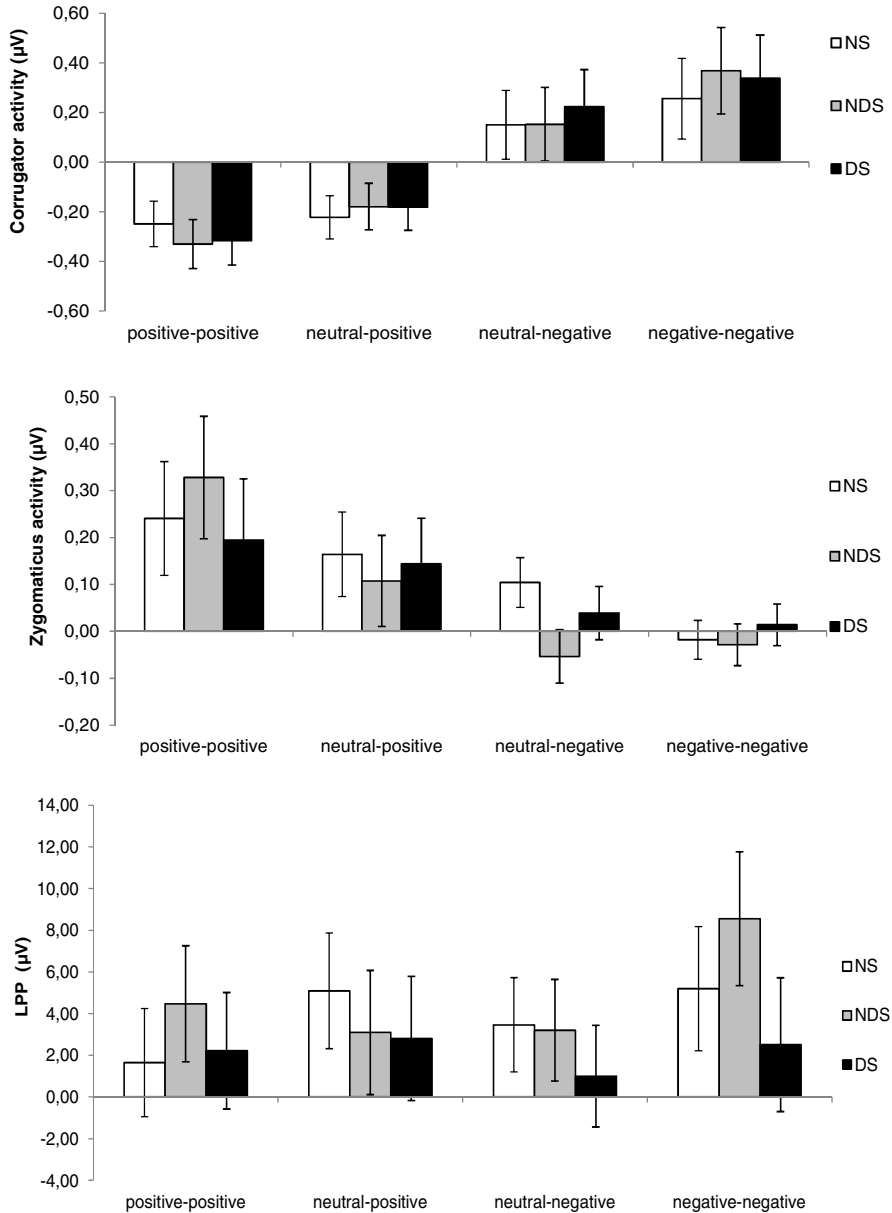 Corrugator activity (µV)
0,60
0,40
0,20
0,00
-0,20
-0,40
-0,60
positive-positive
neutral-positive
neutral-negative
negative-negative
NS
NDS
DS
Zygomaticus activity (µV)
0,50
0,40
0,30
0,20
0,10
0,00
-0,10
-0,20
positive-positive
neutral-positive
neutral-negative
negative-negative
NS
NDS
DS
LPP (µV)
14,00
12,00
10,00
8,00
6,00
4,00
2,00
0,00
-2,00
-4,00
positive-positive
neutral-positive
neutral-negative
negative-negative
NS
NDS
DS